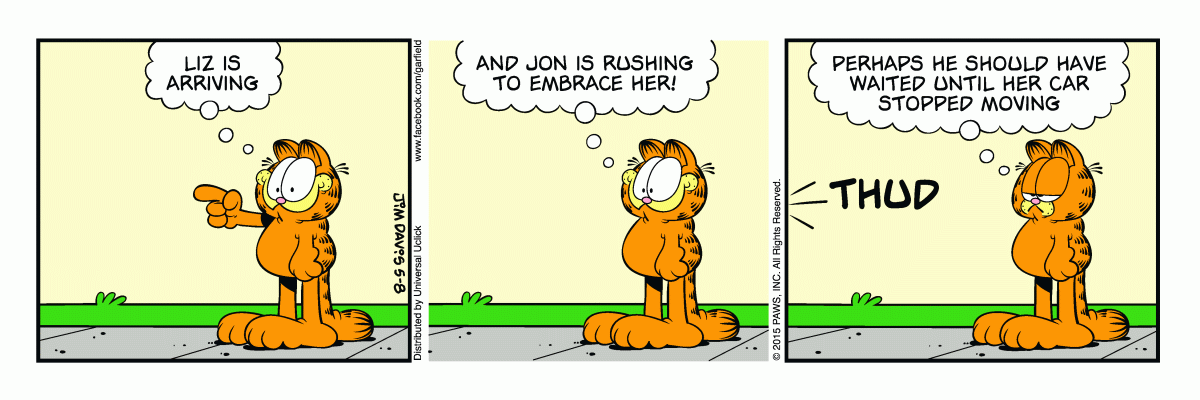 LIZ IS
ARRIVING
JIM DAVIS 5-8
www.facebook.com/garfield
Distributed by Universal Uclick
AND JON IS RUSHING
TO EMBRACE HER!
© 2015 PAWS, INC. All Rights Reserved.
PERHAPS HE SHOULD HAVE
WAITED UNTIL HER CAR
STOPPED MOVING
THUD